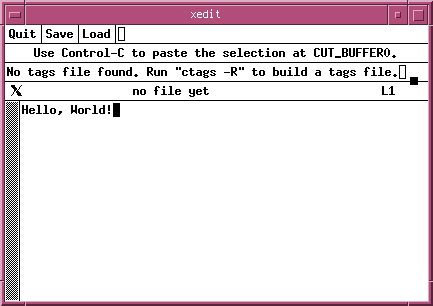 xedit
Quit Save Load
Use Control-C to paste the selection at CUT_BUFFER0.
No tags file found. Run "ctags -R" to build a tags file.
no file yet L1
Hello, World!